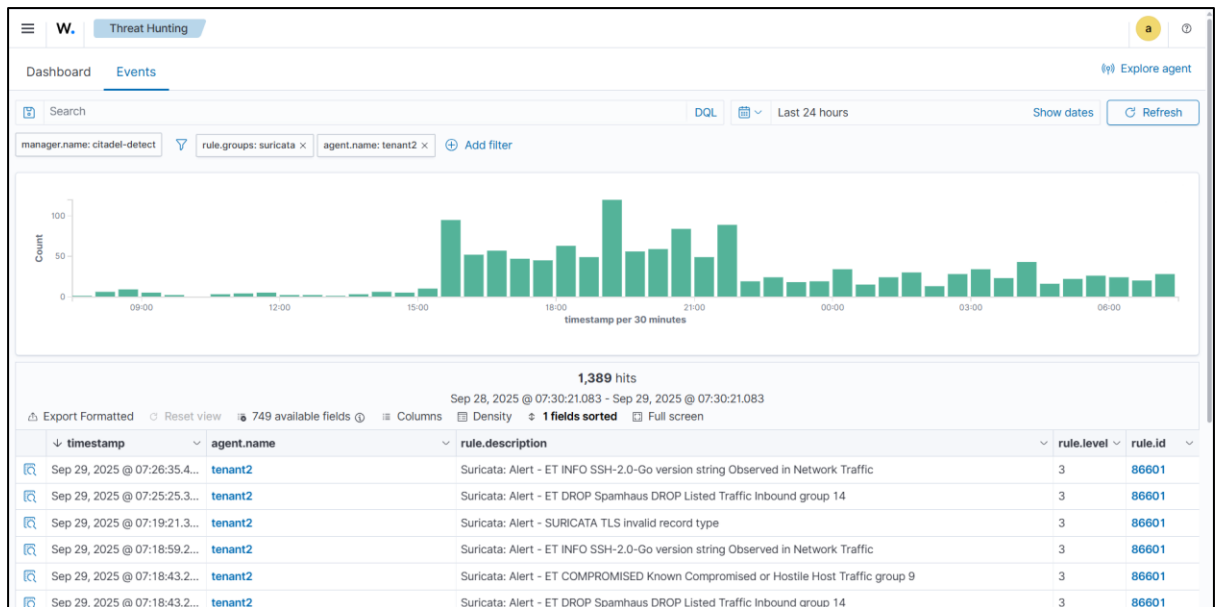 W. Threat Hunting a
Dashboard Events Explore agent
Search DQL Last 24 hours Show dates Refresh
manager.name: citadel-detect rule.groups: suricata × agent.name: tenant2 × Add filter
100
50
0
Count
09:00 12:00 15:00 18:00 21:00 00:00 03:00 06:00
timestamp per 30 minutes
1,389 hits
Sep 28, 2025 @ 07:30:21.083 - Sep 29, 2025 @ 07:30:21.083
Export Formatted Reset view 749 available fields Columns Density 1 fields sorted Full screen
timestamp agent.name rule.description rule.level rule.id
Sep 29, 2025 @ 07:26:35.4... tenant2 Suricata: Alert - ET INFO SSH-2.0-Go version string Observed in Network Traffic 3 86601
Sep 29, 2025 @ 07:25:25.3... tenant2 Suricata: Alert - ET DROP Spamhaus DROP Listed Traffic Inbound group 14 3 86601
Sep 29, 2025 @ 07:19:21.3... tenant2 Suricata: Alert - SURICATA TLS invalid record type 3 86601
Sep 29, 2025 @ 07:18:59.2... tenant2 Suricata: Alert - ET INFO SSH-2.0-Go version string Observed in Network Traffic 3 86601
Sep 29, 2025 @ 07:18:43.2... tenant2 Suricata: Alert - ET COMPROMISED Known Compromised or Hostile Host Traffic group 9 3 86601
Sep 29, 2025 @ 07:18:43.2... tenant2 Suricata: Alert - ET DROP Spamhaus DROP Listed Traffic Inbound group 14 3 86601